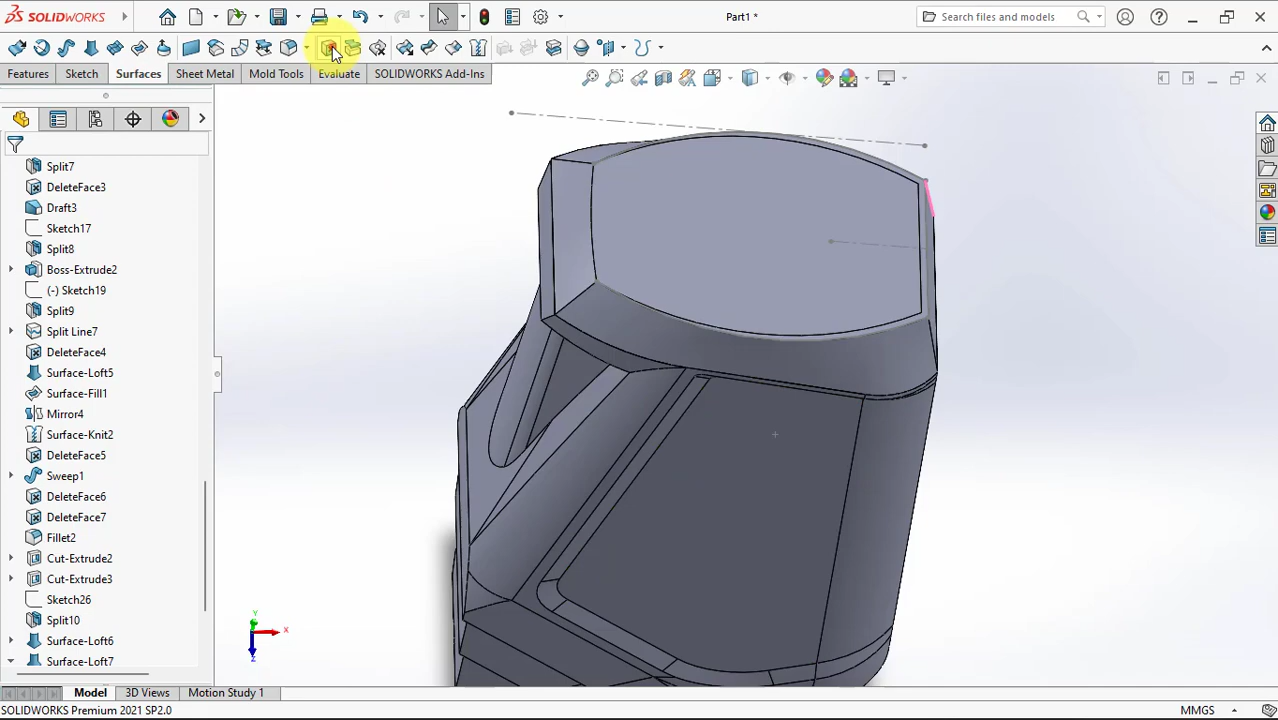 SOLIDWORKS
Part1 *
Search files and models
Features
Sketch
Surfaces
Sheet Metal
Mold Tools
Evaluate
SOLIDWORKS Add-Ins
Split7
DeleteFace3
Draft3
Sketch17
Split8
Boss-Extrude2
(-) Sketch19
Split9
Split Line7
DeleteFace4
Surface-Loft5
Surface-Fill1
Mirror4
Surface-Knit2
DeleteFace5
Sweep1
DeleteFace6
DeleteFace7
Fillet2
Cut-Extrude2
Cut-Extrude3
Sketch26
Split10
Surface-Loft6
Surface-Loft7
Y
X
Z
Model
3D Views
Motion Study 1
SOLIDWORKS Premium 2021 SP2.0
MMGS